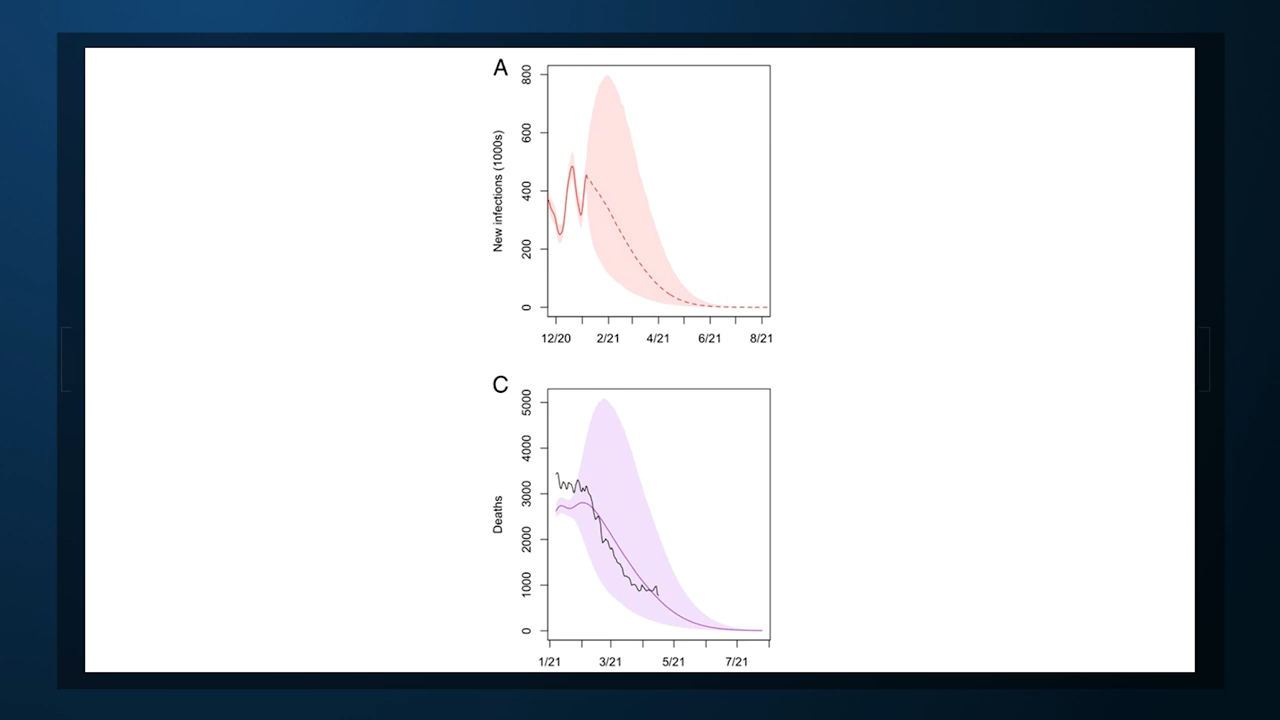 A
New infections (1000s)
800
600
400
200
0
12/20 2/21 4/21 6/21 8/21
C
Deaths
5000
4000
3000
2000
1000
0
1/21 3/21 5/21 7/21